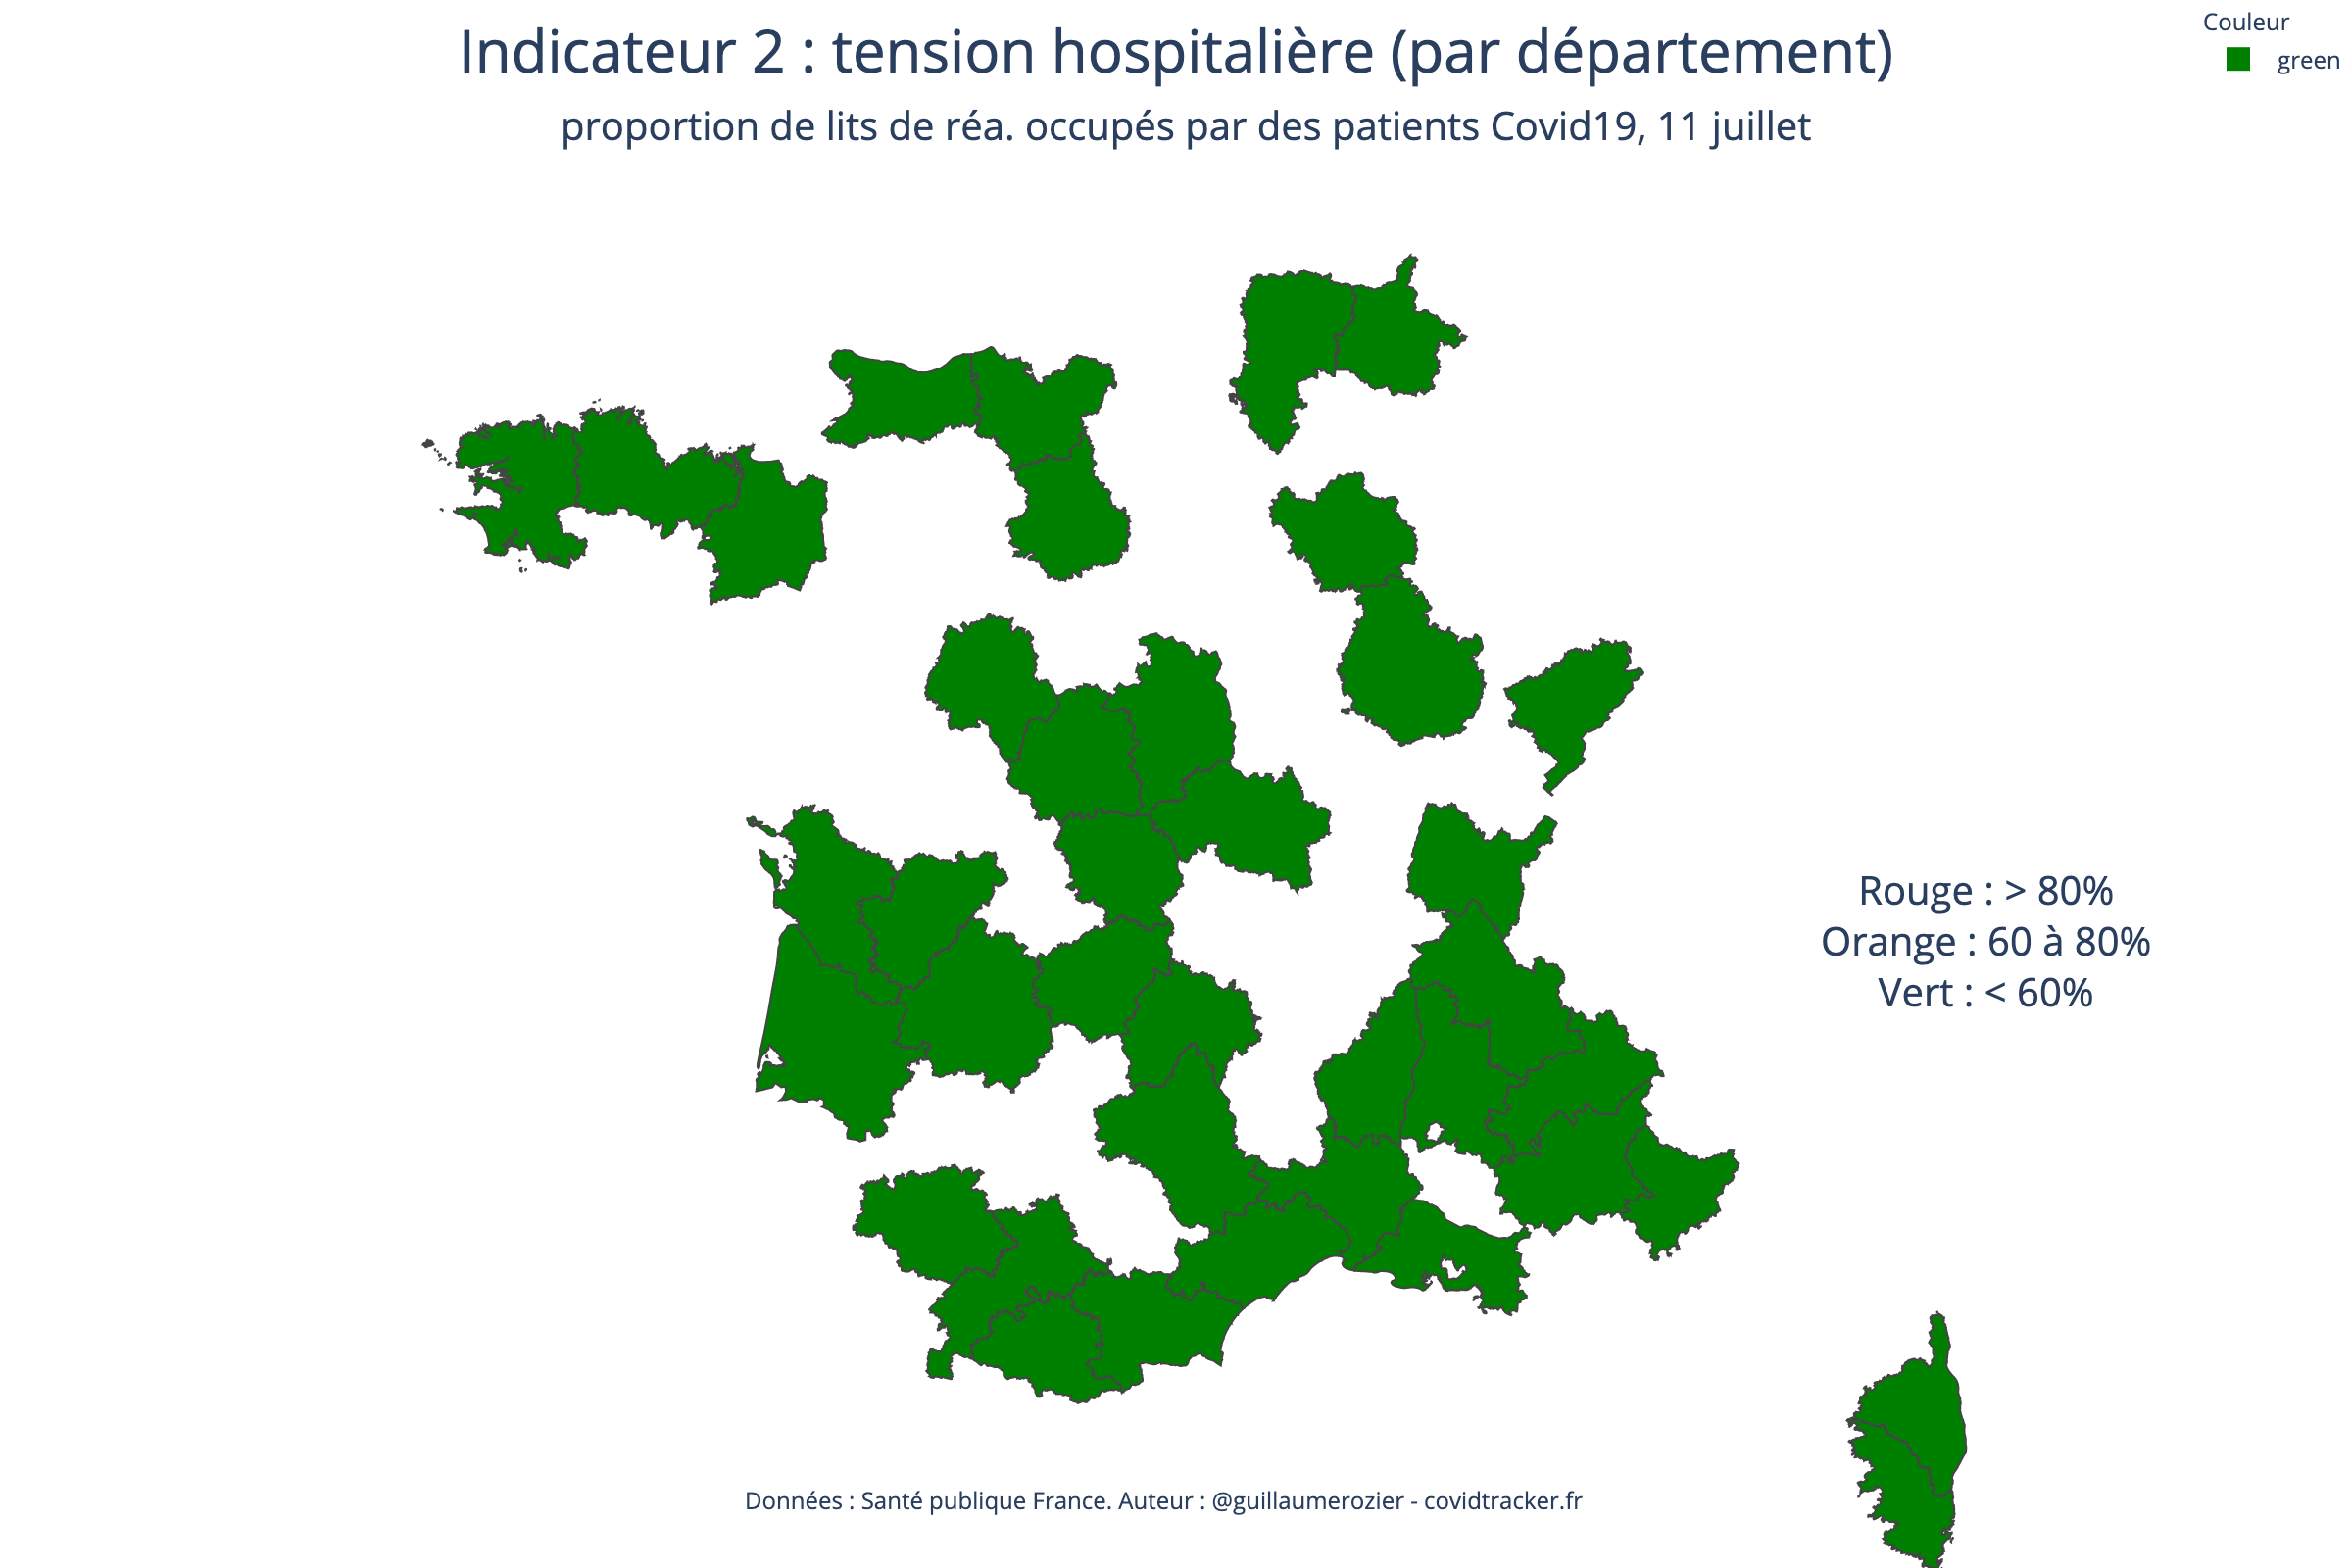 Indicateur 2 : tension hospitalière (par département)
proportion de lits de réa. occupés par des patients Covid19, 11 juillet
Couleur
green
Rouge : > 80%
Orange : 60 à 80%
Vert : < 60%
Données : Santé publique France. Auteur : @guillaumerozier - covidtracker.fr